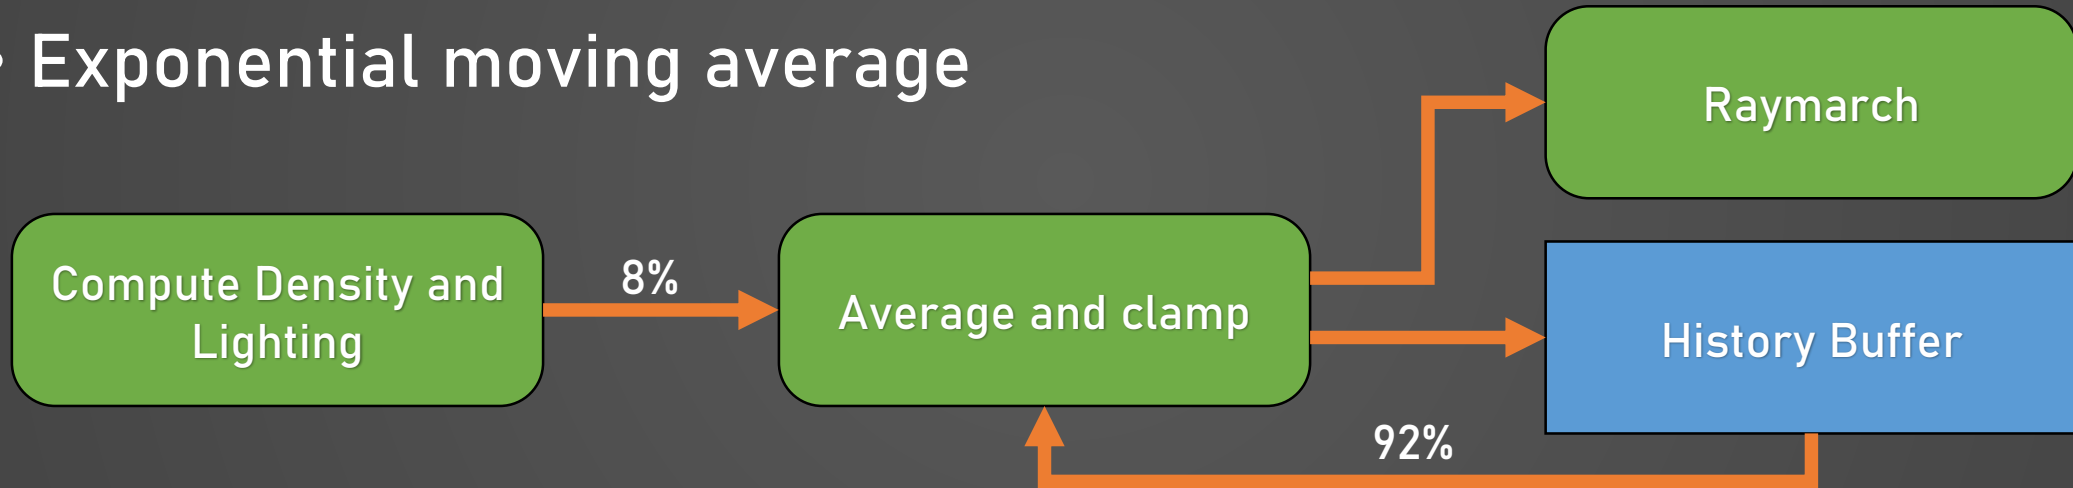 • Exponential moving average
Raymarch
Compute Density and
Lighting
8%
Average and clamp
History Buffer
92%